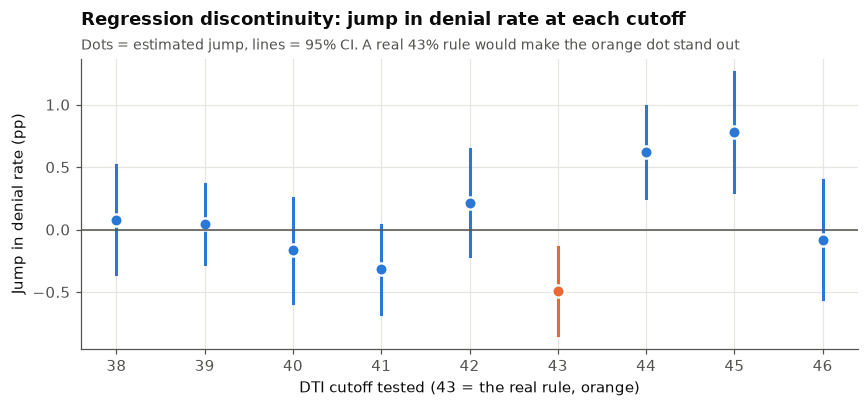 Regression discontinuity: jump in denial rate at each cutoff
Dots = estimated jump, lines = 95% CI. A real 43% rule would make the orange dot stand out
Jump in denial rate (pp)
1.0
0.5
0.0
−0.5
38 39 40 41 42 43 44 45 46
DTI cutoff tested (43 = the real rule, orange)